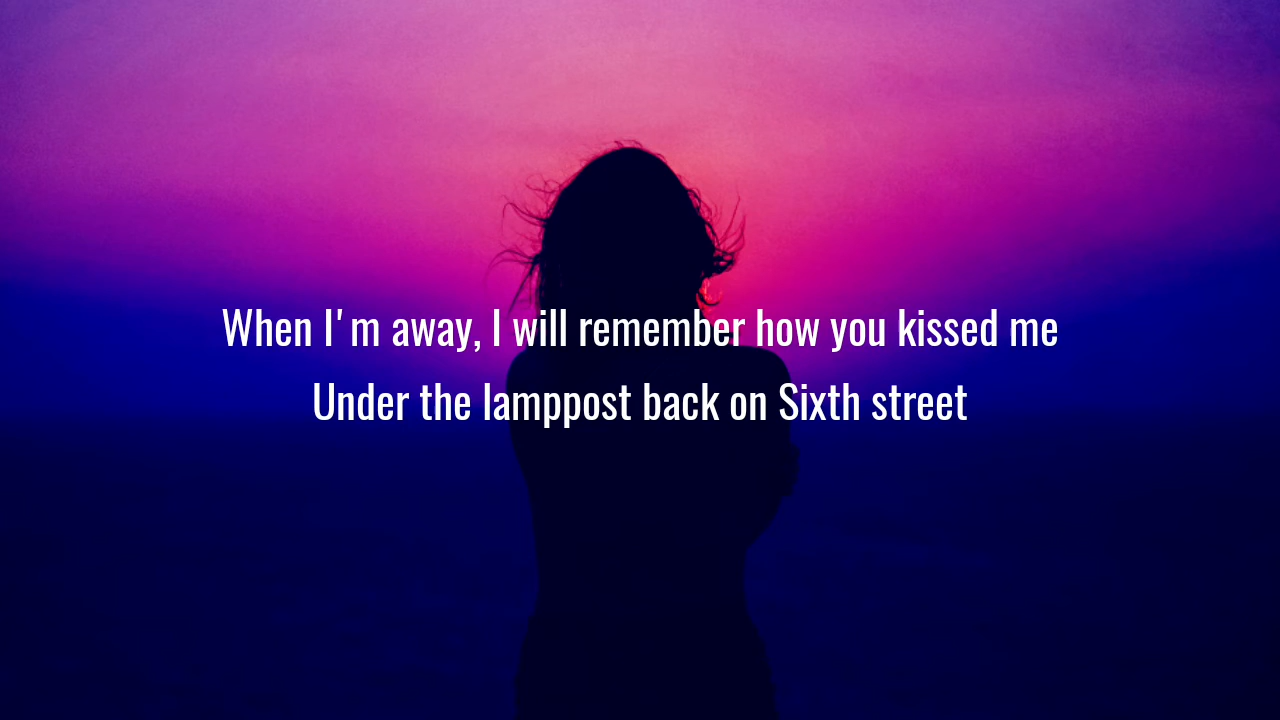 When I'm away, I will remember how you kissed me
Under the lamppost back on Sixth street